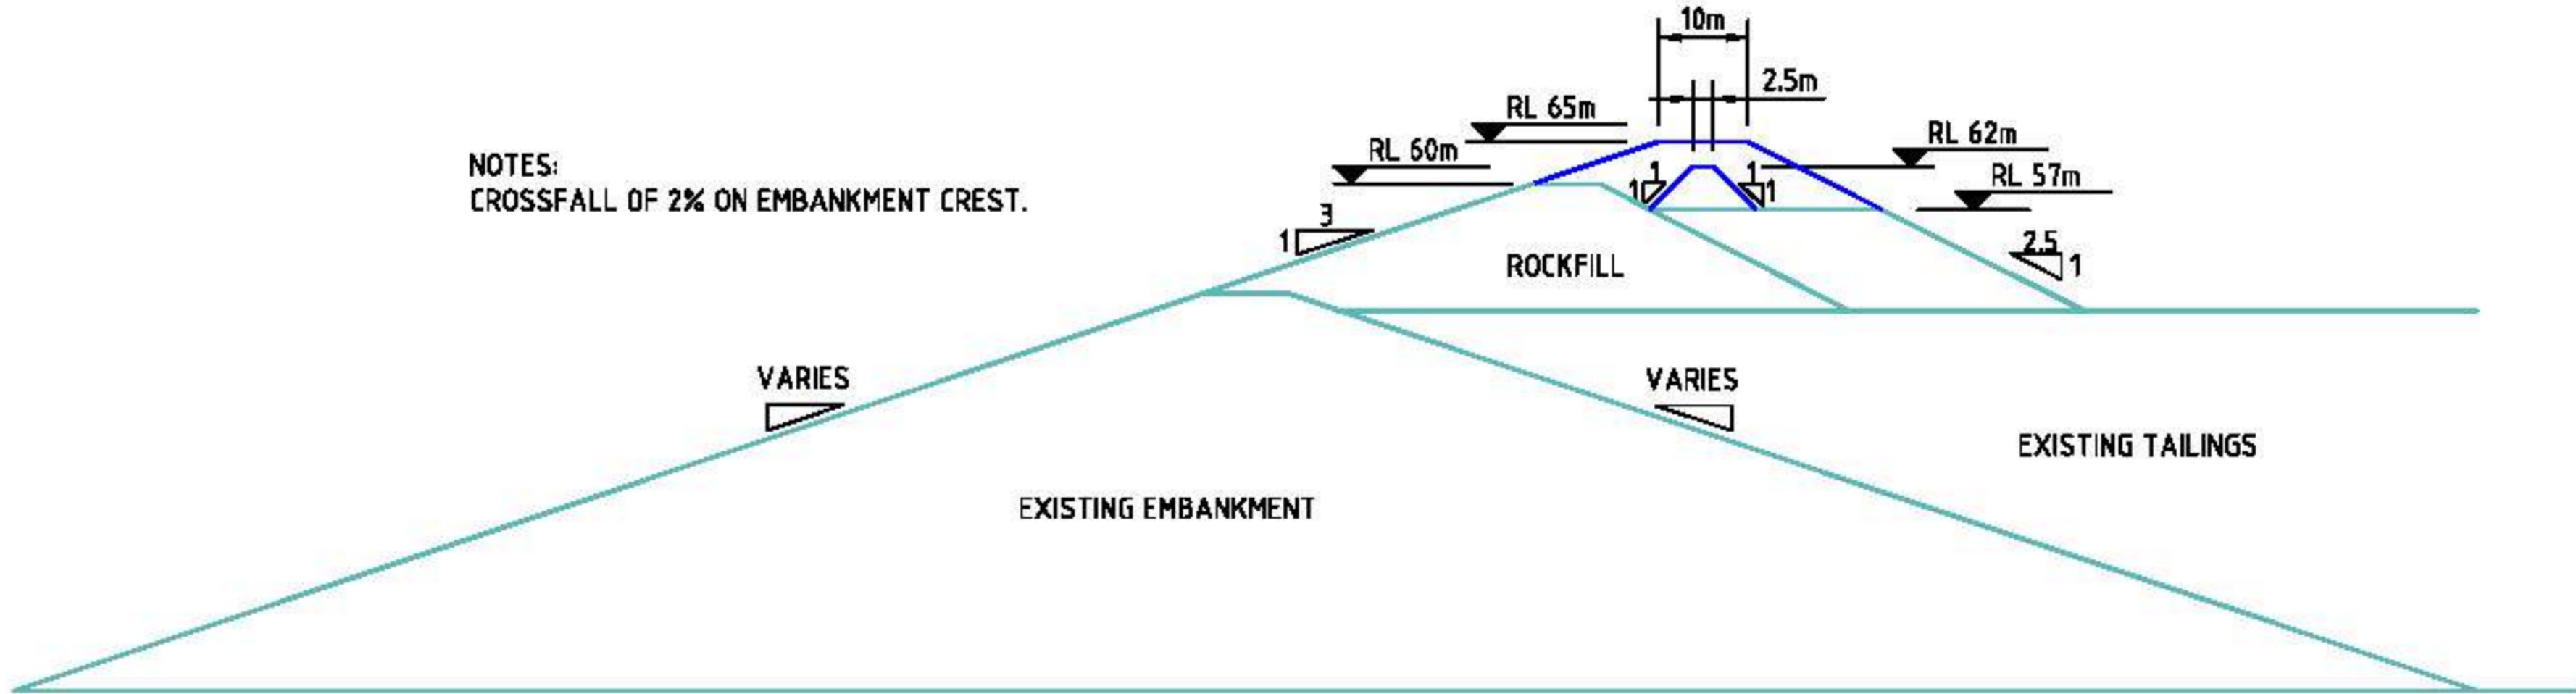 10m
2.5m
RL 65m
RL 62m
RL 60m
NOTES:
CROSSFALL OF 2% ON EMBANKMENT CREST.
1
1
1
1
RL 57m
3
1
2.5
1
ROCKFILL
VARIES
VARIES
EXISTING TAILINGS
EXISTING EMBANKMENT